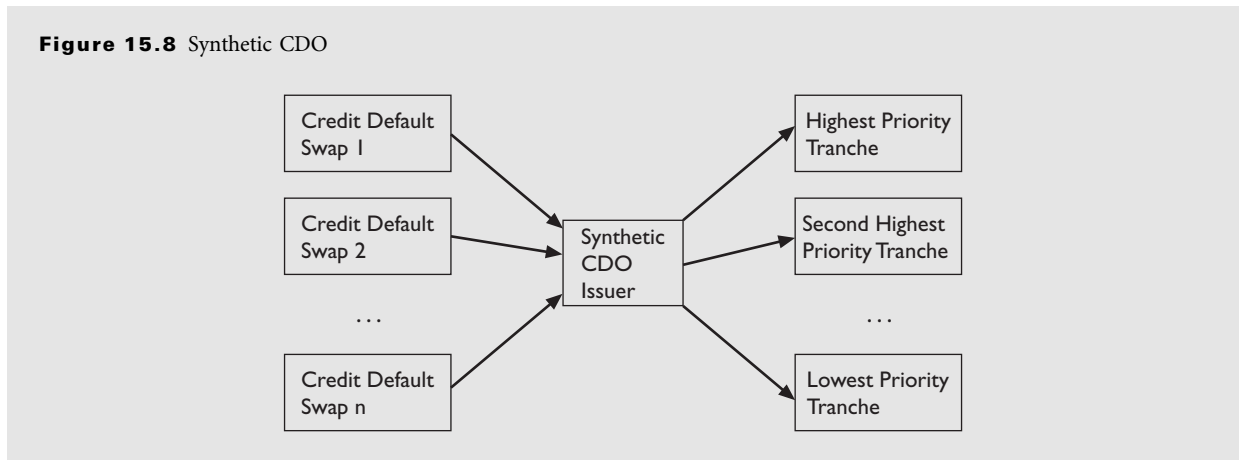 Figure 15.8 Synthetic CDO
Credit Default
Swap 1
Credit Default
Swap 2
...
Credit Default
Swap n
Synthetic
CDO
Issuer
Highest Priority
Tranche
Second Highest
Priority Tranche
...
Lowest Priority
Tranche